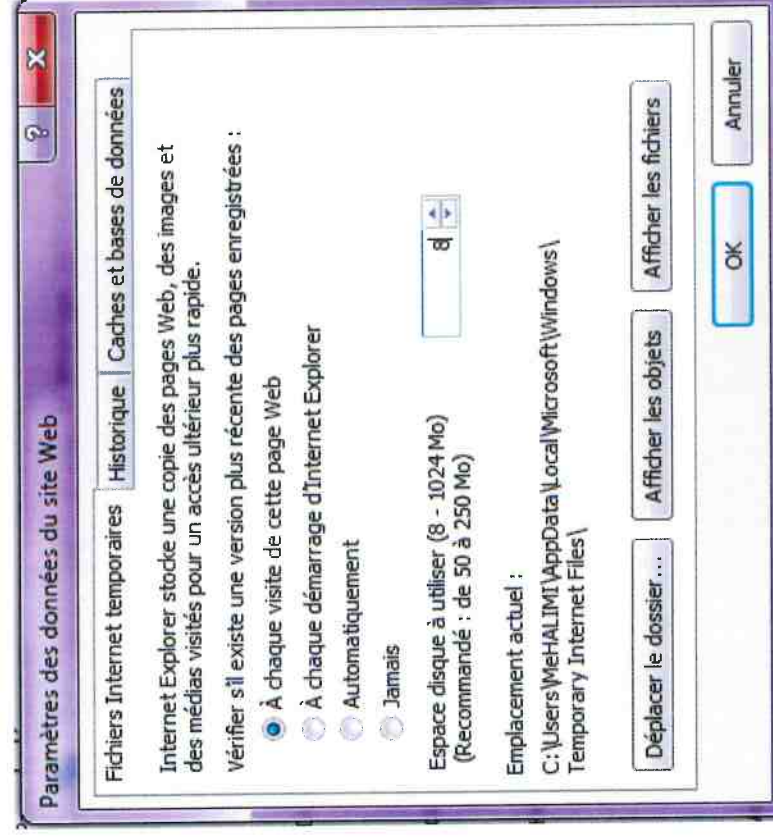 Paramètres des données du site Web
? X
Fichiers Internet temporaires Historique Caches et bases de données
Internet Explorer stocke une copie des pages Web, des images et
des médias visités pour un accès ultérieur plus rapide.
Vérifier s'il existe une version plus récente des pages enregistrées :
À chaque visite de cette page Web
À chaque démarrage d'Internet Explorer
Automatiquement
Jamais
Espace disque à utiliser (8 - 1024 Mo)
(Recommandé : de 50 à 250 Mo)
8
Emplacement actuel :
C:\Users\MeHALIMI\AppData\Local\Microsoft\Windows\
Temporary Internet Files\
Déplacer le dossier... Afficher les objets Afficher les fichiers
OK Annuler